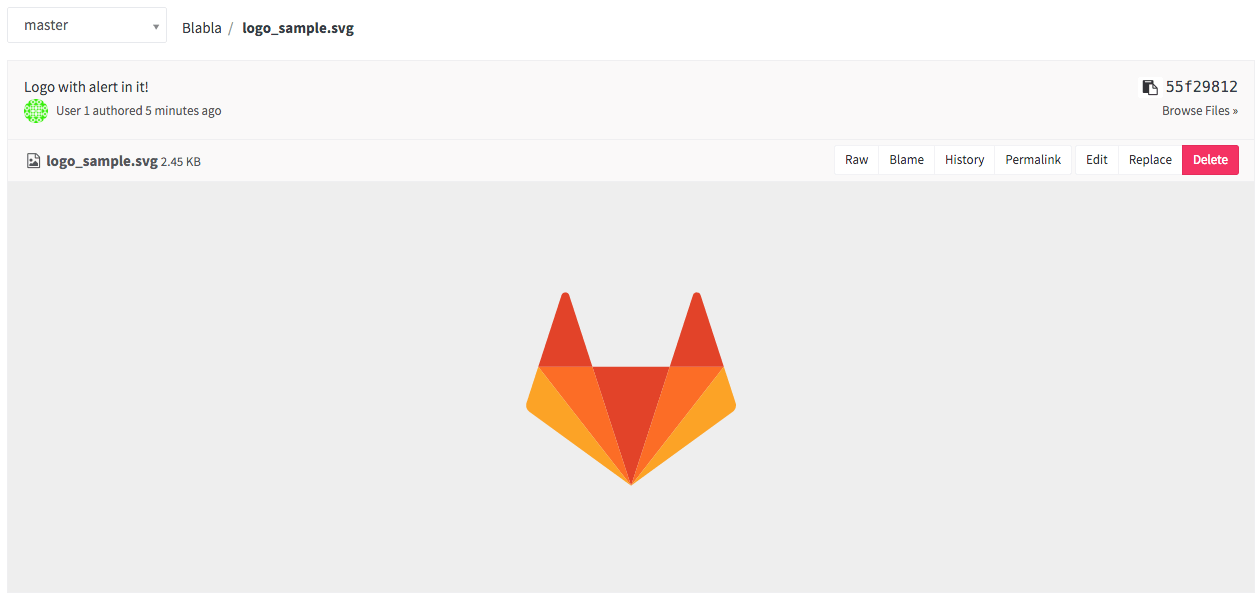 master
Blabla / logo_sample.svg
Logo with alert in it!
55f29812
User 1 authored 5 minutes ago
Browse Files »
logo_sample.svg 2.45 KB
Raw Blame History Permalink Edit Replace Delete